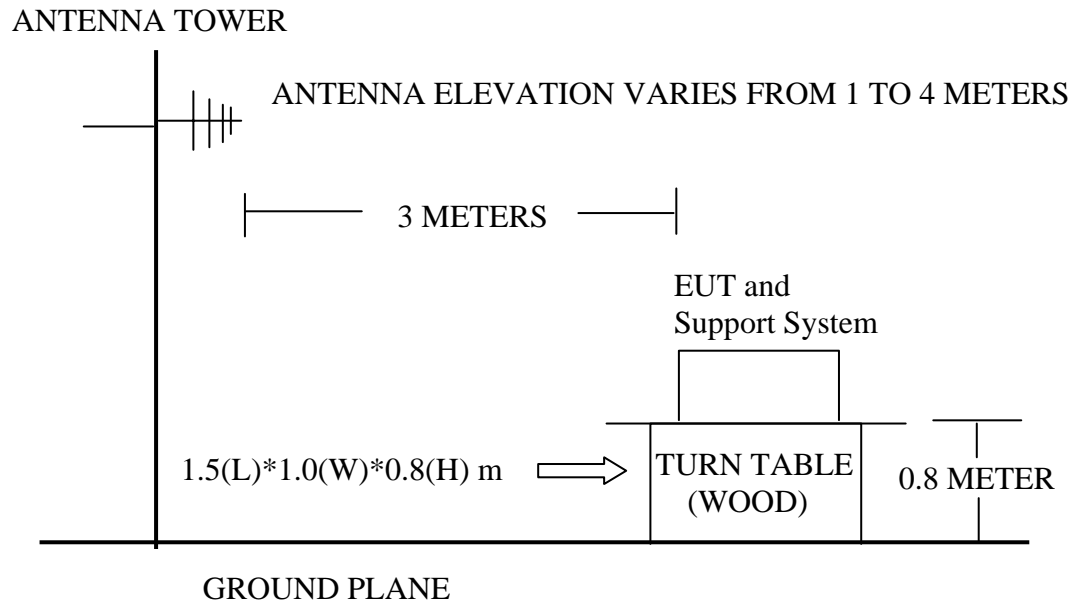 ANTENNA TOWER
ANTENNA ELEVATION VARIES FROM 1 TO 4 METERS
3 METERS
EUT and
Support System
1.5(L)*1.0(W)*0.8(H) m
TURN TABLE
(WOOD)
0.8 METER
GROUND PLANE